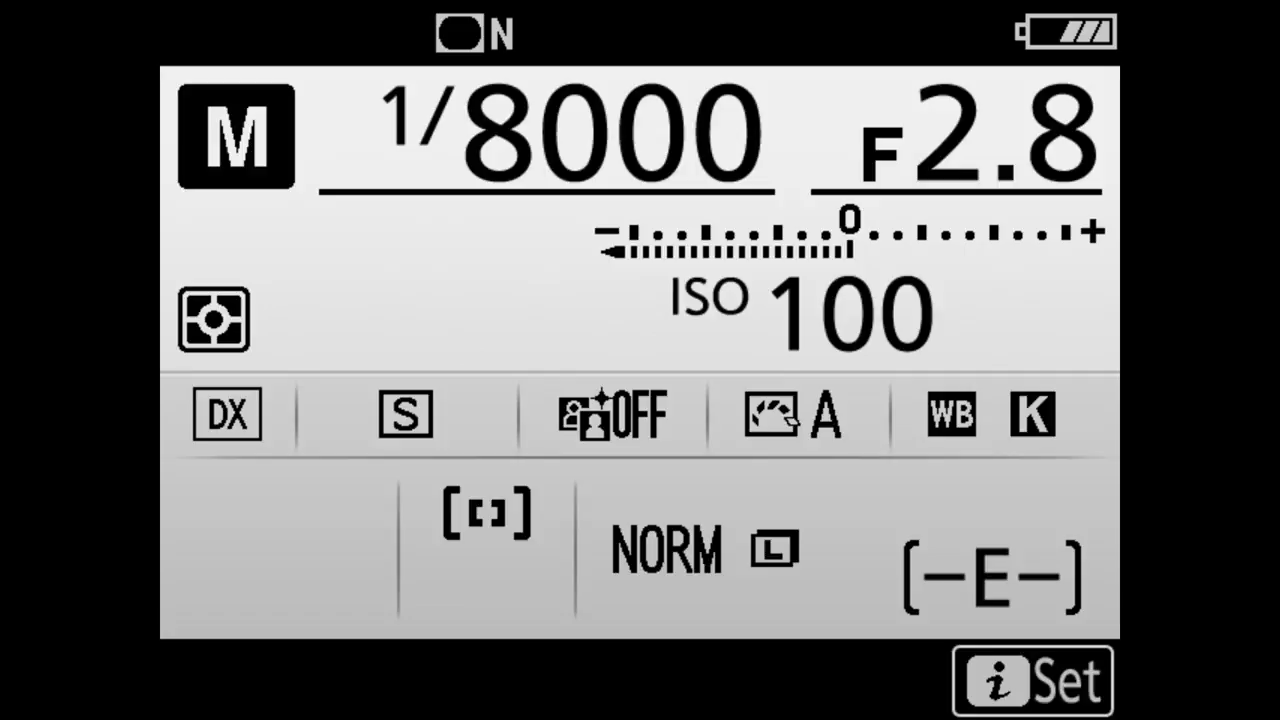 N
M 1/8000 F2.8
− 0 +
ISO 100
DX S OFF A WB K
NORM L
[-E-]
i Set